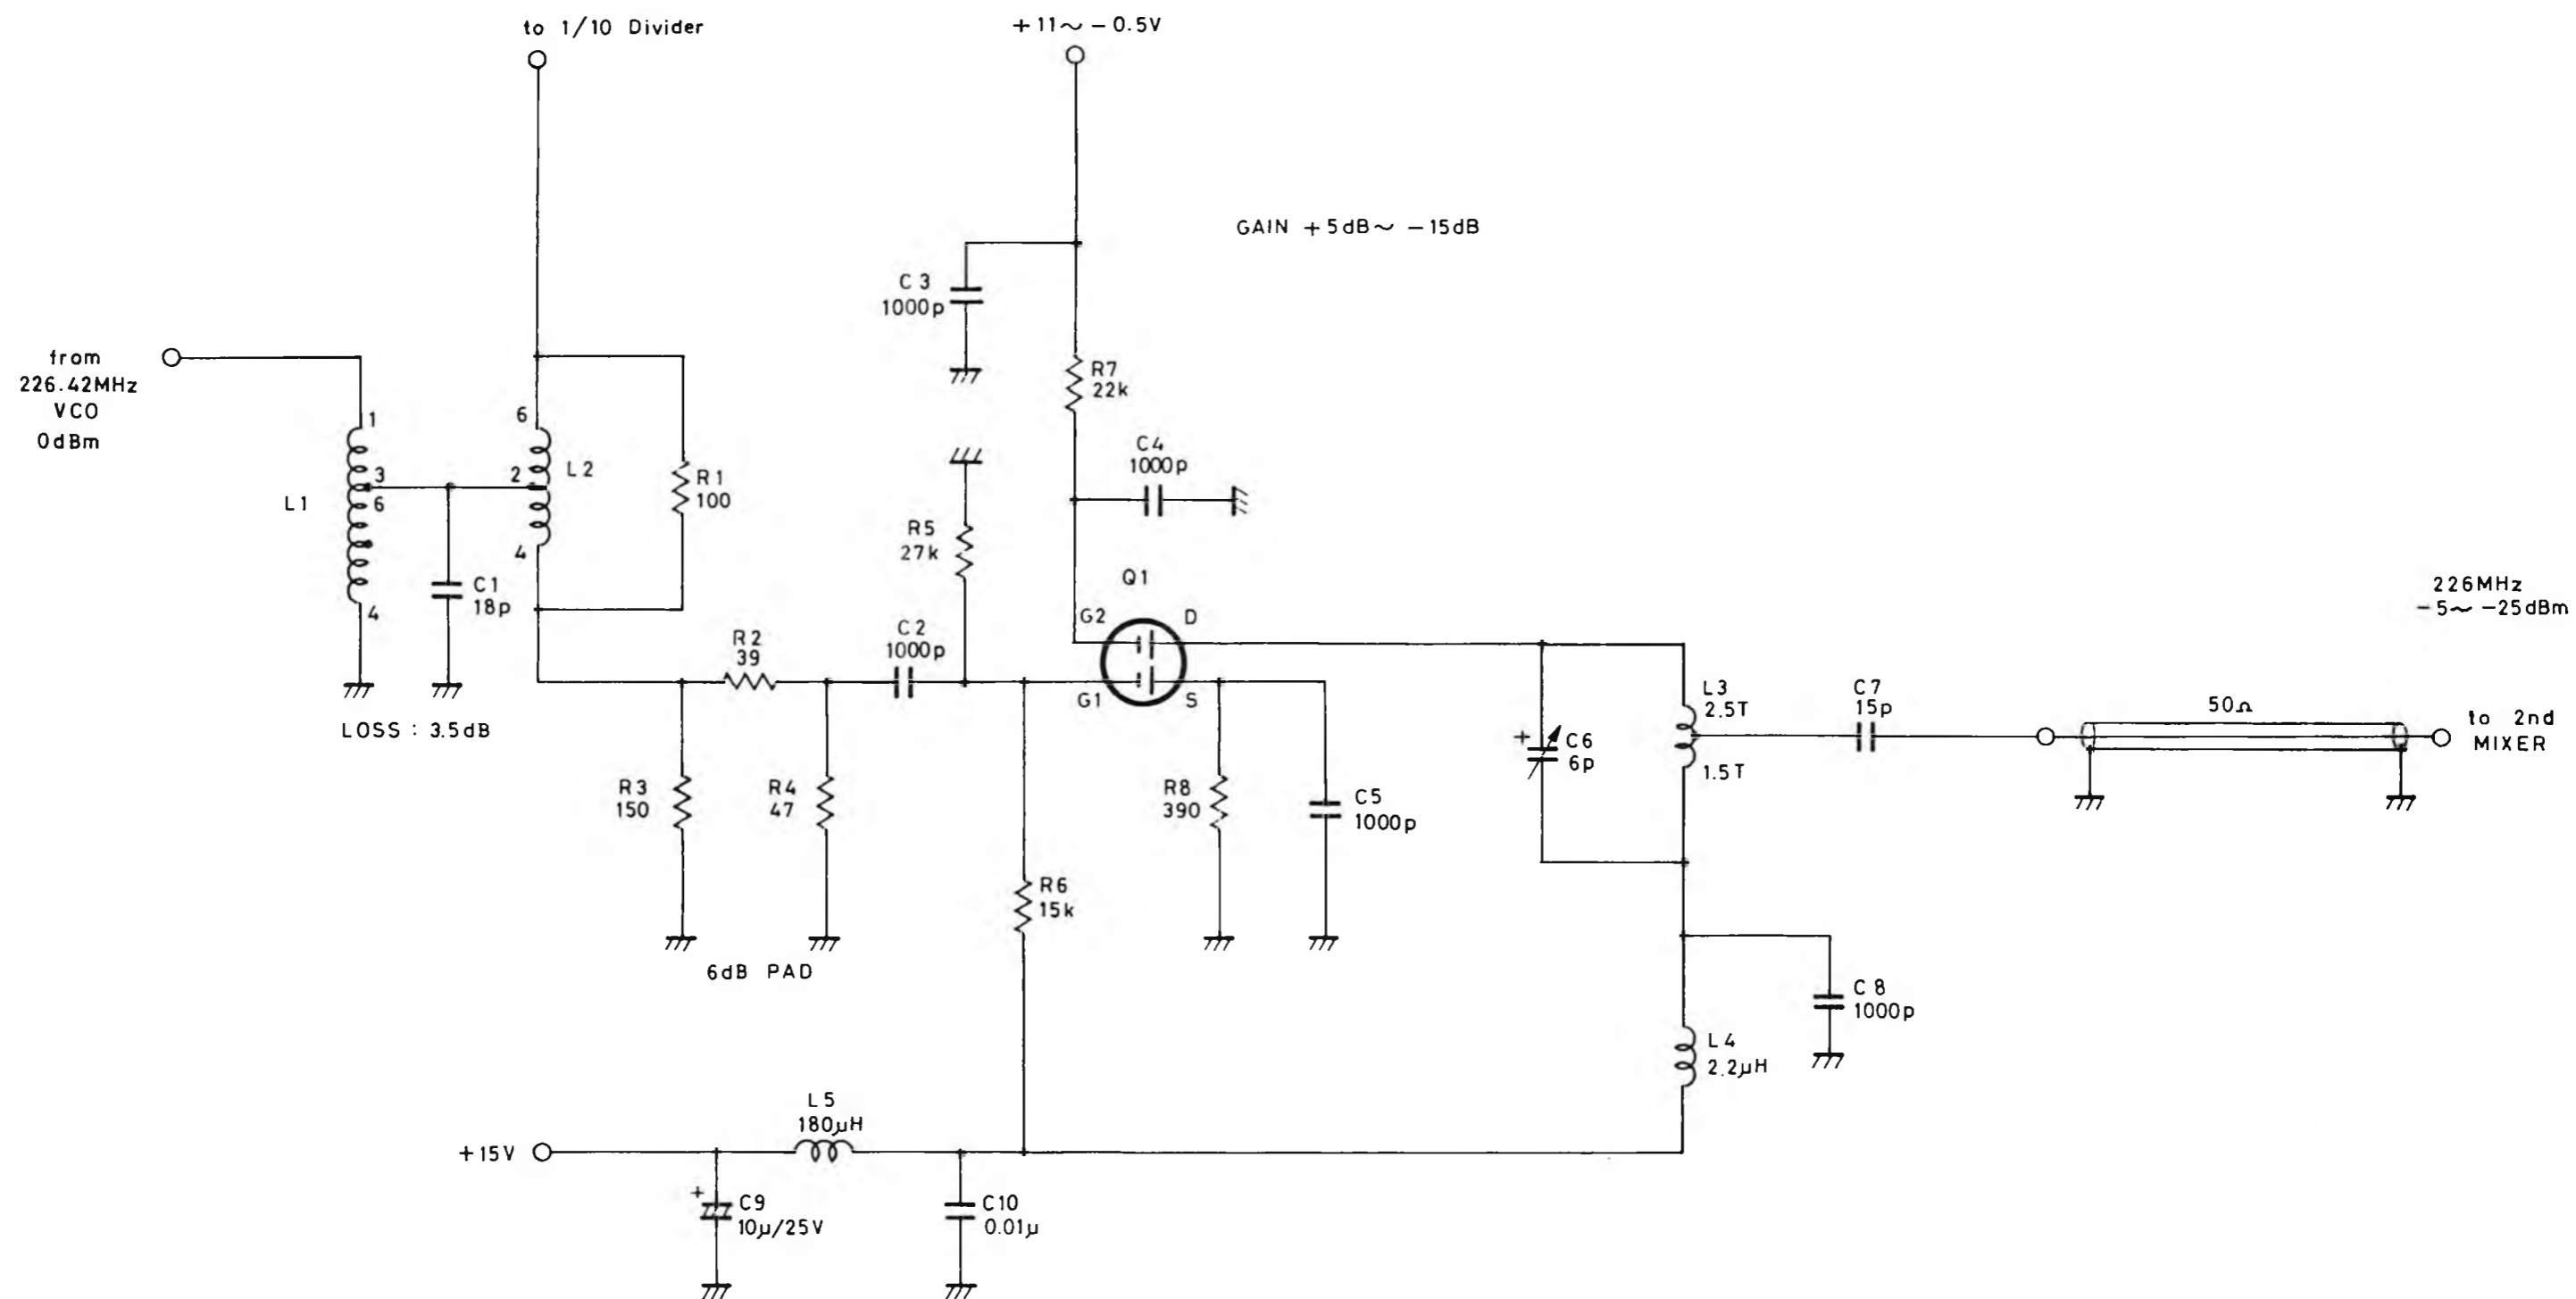 to 1/10 Divider
+11~ -0.5V
GAIN +5dB~ -15dB
from
226.42MHz
VCO
0dBm
L1
1
3
6
4
C1
18p
LOSS : 3.5dB
6
2
4
L2
R1
100
C3
1000p
R7
22k
C4
1000p
R5
27k
Q1
G2
D
G1
S
R2
39
C2
1000p
R3
150
R4
47
6dB PAD
R6
15k
R8
390
C5
1000p
+
C6
6p
L3
2.5T
1.5T
C7
15p
50Ω
226MHz
-5~ -25dBm
to 2nd
MIXER
C8
1000p
L4
2.2μH
+15V
L5
180μH
+
C9
10μ/25V
C10
0.01μ